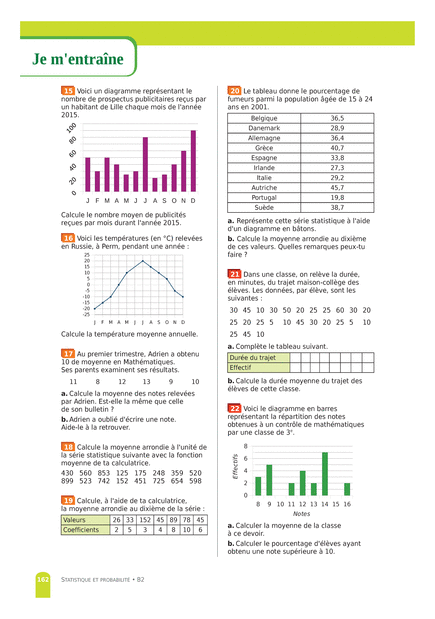 Je m'entraîne
15 Voici un diagramme représentant le
nombre de prospectus publicitaires reçus par
un habitant de Lille chaque mois de l'année
2015.
100
80
60
40
20
0
J F M A M J J A S O N D
Calcule le nombre moyen de publicités
reçues par mois durant l'année 2015.
16 Voici les températures (en °C) relevées
en Russie, à Perm, pendant une année :
25
20
15
10
5
0
-5
-10
-15
-20
-25
J F M A M J J A S O N D
Calcule la température moyenne annuelle.
17 Au premier trimestre, Adrien a obtenu
10 de moyenne en Mathématiques.
Ses parents examinent ses résultats.
11 8 12 13 9 10
a. Calcule la moyenne des notes relevées
par Adrien. Est-elle la même que celle
de son bulletin ?
b. Adrien a oublié d'écrire une note.
Aide-le à la retrouver.
18 Calcule la moyenne arrondie à l'unité de
la série statistique suivante avec la fonction
moyenne de ta calculatrice.
430 560 853 125 175 248 359 520
899 523 742 152 451 725 654 598
19 Calcule, à l'aide de ta calculatrice,
la moyenne arrondie au dixième de la série :
Valeurs 26 33 152 45 89 78 45
Coefficients 2 5 3 4 8 10 6
20 Le tableau donne le pourcentage de
fumeurs parmi la population âgée de 15 à 24
ans en 2001.
Belgique 36,5
Danemark 28,9
Allemagne 36,4
Grèce 40,7
Espagne 33,8
Irlande 27,3
Italie 29,2
Autriche 45,7
Portugal 19,8
Suède 38,7
a. Représente cette série statistique à l'aide
d'un diagramme en bâtons.
b. Calcule la moyenne arrondie au dixième
de ces valeurs. Quelles remarques peux-tu
faire ?
21 Dans une classe, on relève la durée,
en minutes, du trajet maison-collège des
élèves. Les données, par élève, sont les
suivantes :
30 45 10 30 50 20 25 25 60 30 20
25 20 25 5 10 45 30 20 25 5 10
25 45 10
a. Complète le tableau suivant.
Durée du trajet
Effectif
b. Calcule la durée moyenne du trajet des
élèves de cette classe.
22 Voici le diagramme en barres
représentant la répartition des notes
obtenues à un contrôle de mathématiques
par une classe de 3e.
8
6
4
2
0
Effectifs
8 9 10 11 12 13 14 15 16
Notes
a. Calculer la moyenne de la classe
à ce devoir.
b. Calculer le pourcentage d'élèves ayant
obtenu une note supérieure à 10.
182 STATISTIQUE ET PROBABILITÉ • B2